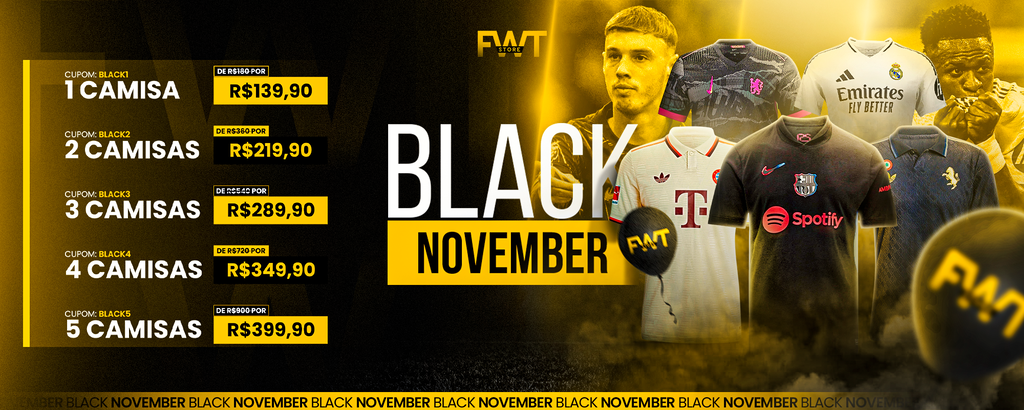 FWT
STORE
CUPOM: BLACK1
1 CAMISA
DE R$180 POR
R$139,90
CUPOM: BLACK2
2 CAMISAS
DE R$360 POR
R$219,90
CUPOM: BLACK3
3 CAMISAS
DE R$540 POR
R$289,90
CUPOM: BLACK4
4 CAMISAS
DE R$720 POR
R$349,90
CUPOM: BLACK5
5 CAMISAS
DE R$900 POR
R$399,90
BLACK
NOVEMBER
Emirates
FLY BETTER
T
Spotify
FWT
FWT
EMBER BLACK NOVEMBER BLACK NOVEMBER BLACK NOVEMBER BLACK NOVEMBER BLACK NOVEMBER BLACK NOVEMBER BLACK NOVEM